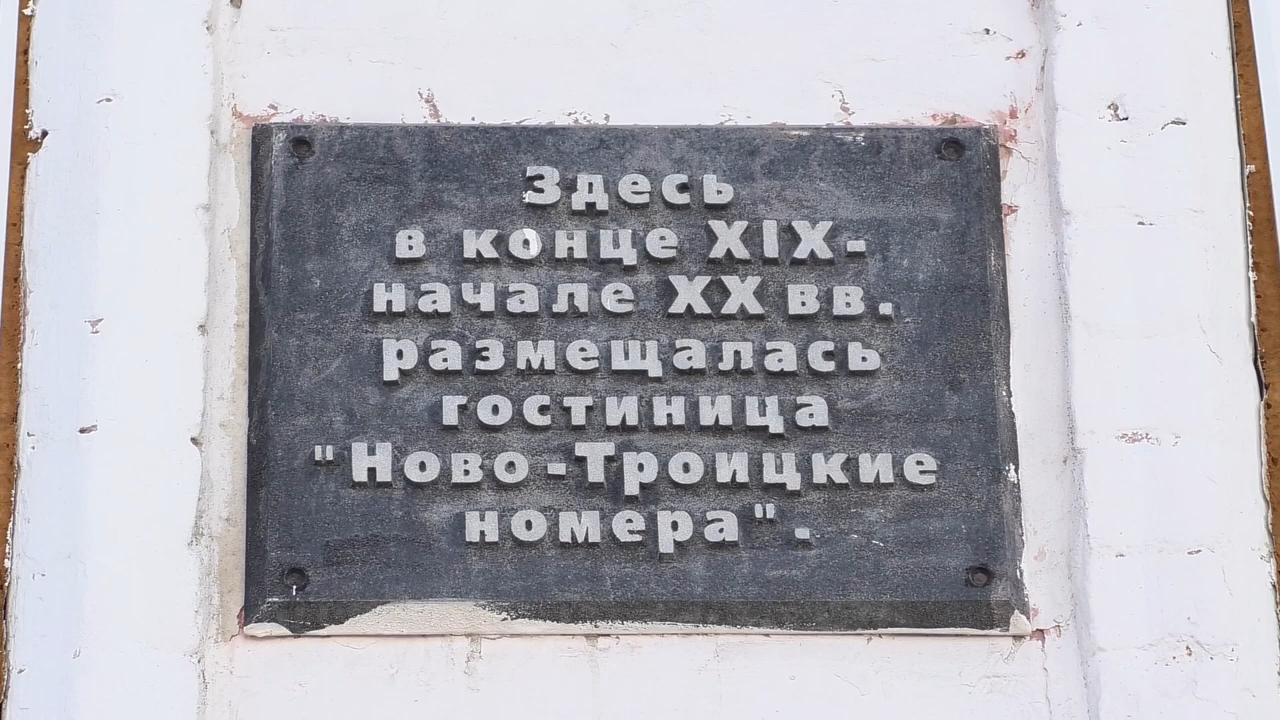 Здесь
в конце XIX-
начале XX вв.
размещалась
гостиница
"Ново-Троицкие
номера".